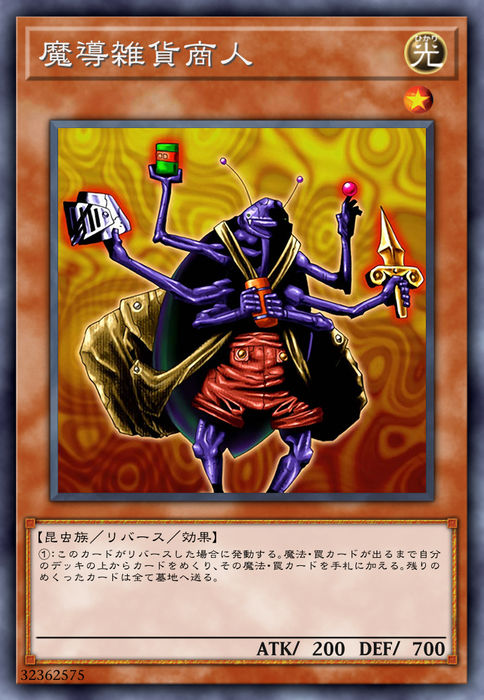 魔導雑貨商人
ひかり
光
【昆虫族／リバース／効果】
①：このカードがリバースした場合に発動する。魔法・罠カードが出るまで自分
のデッキの上からカードをめくり、その魔法・罠カードを手札に加える。残りの
めくったカードは全て墓地へ送る。
ATK/ 200 DEF/ 700
32362575